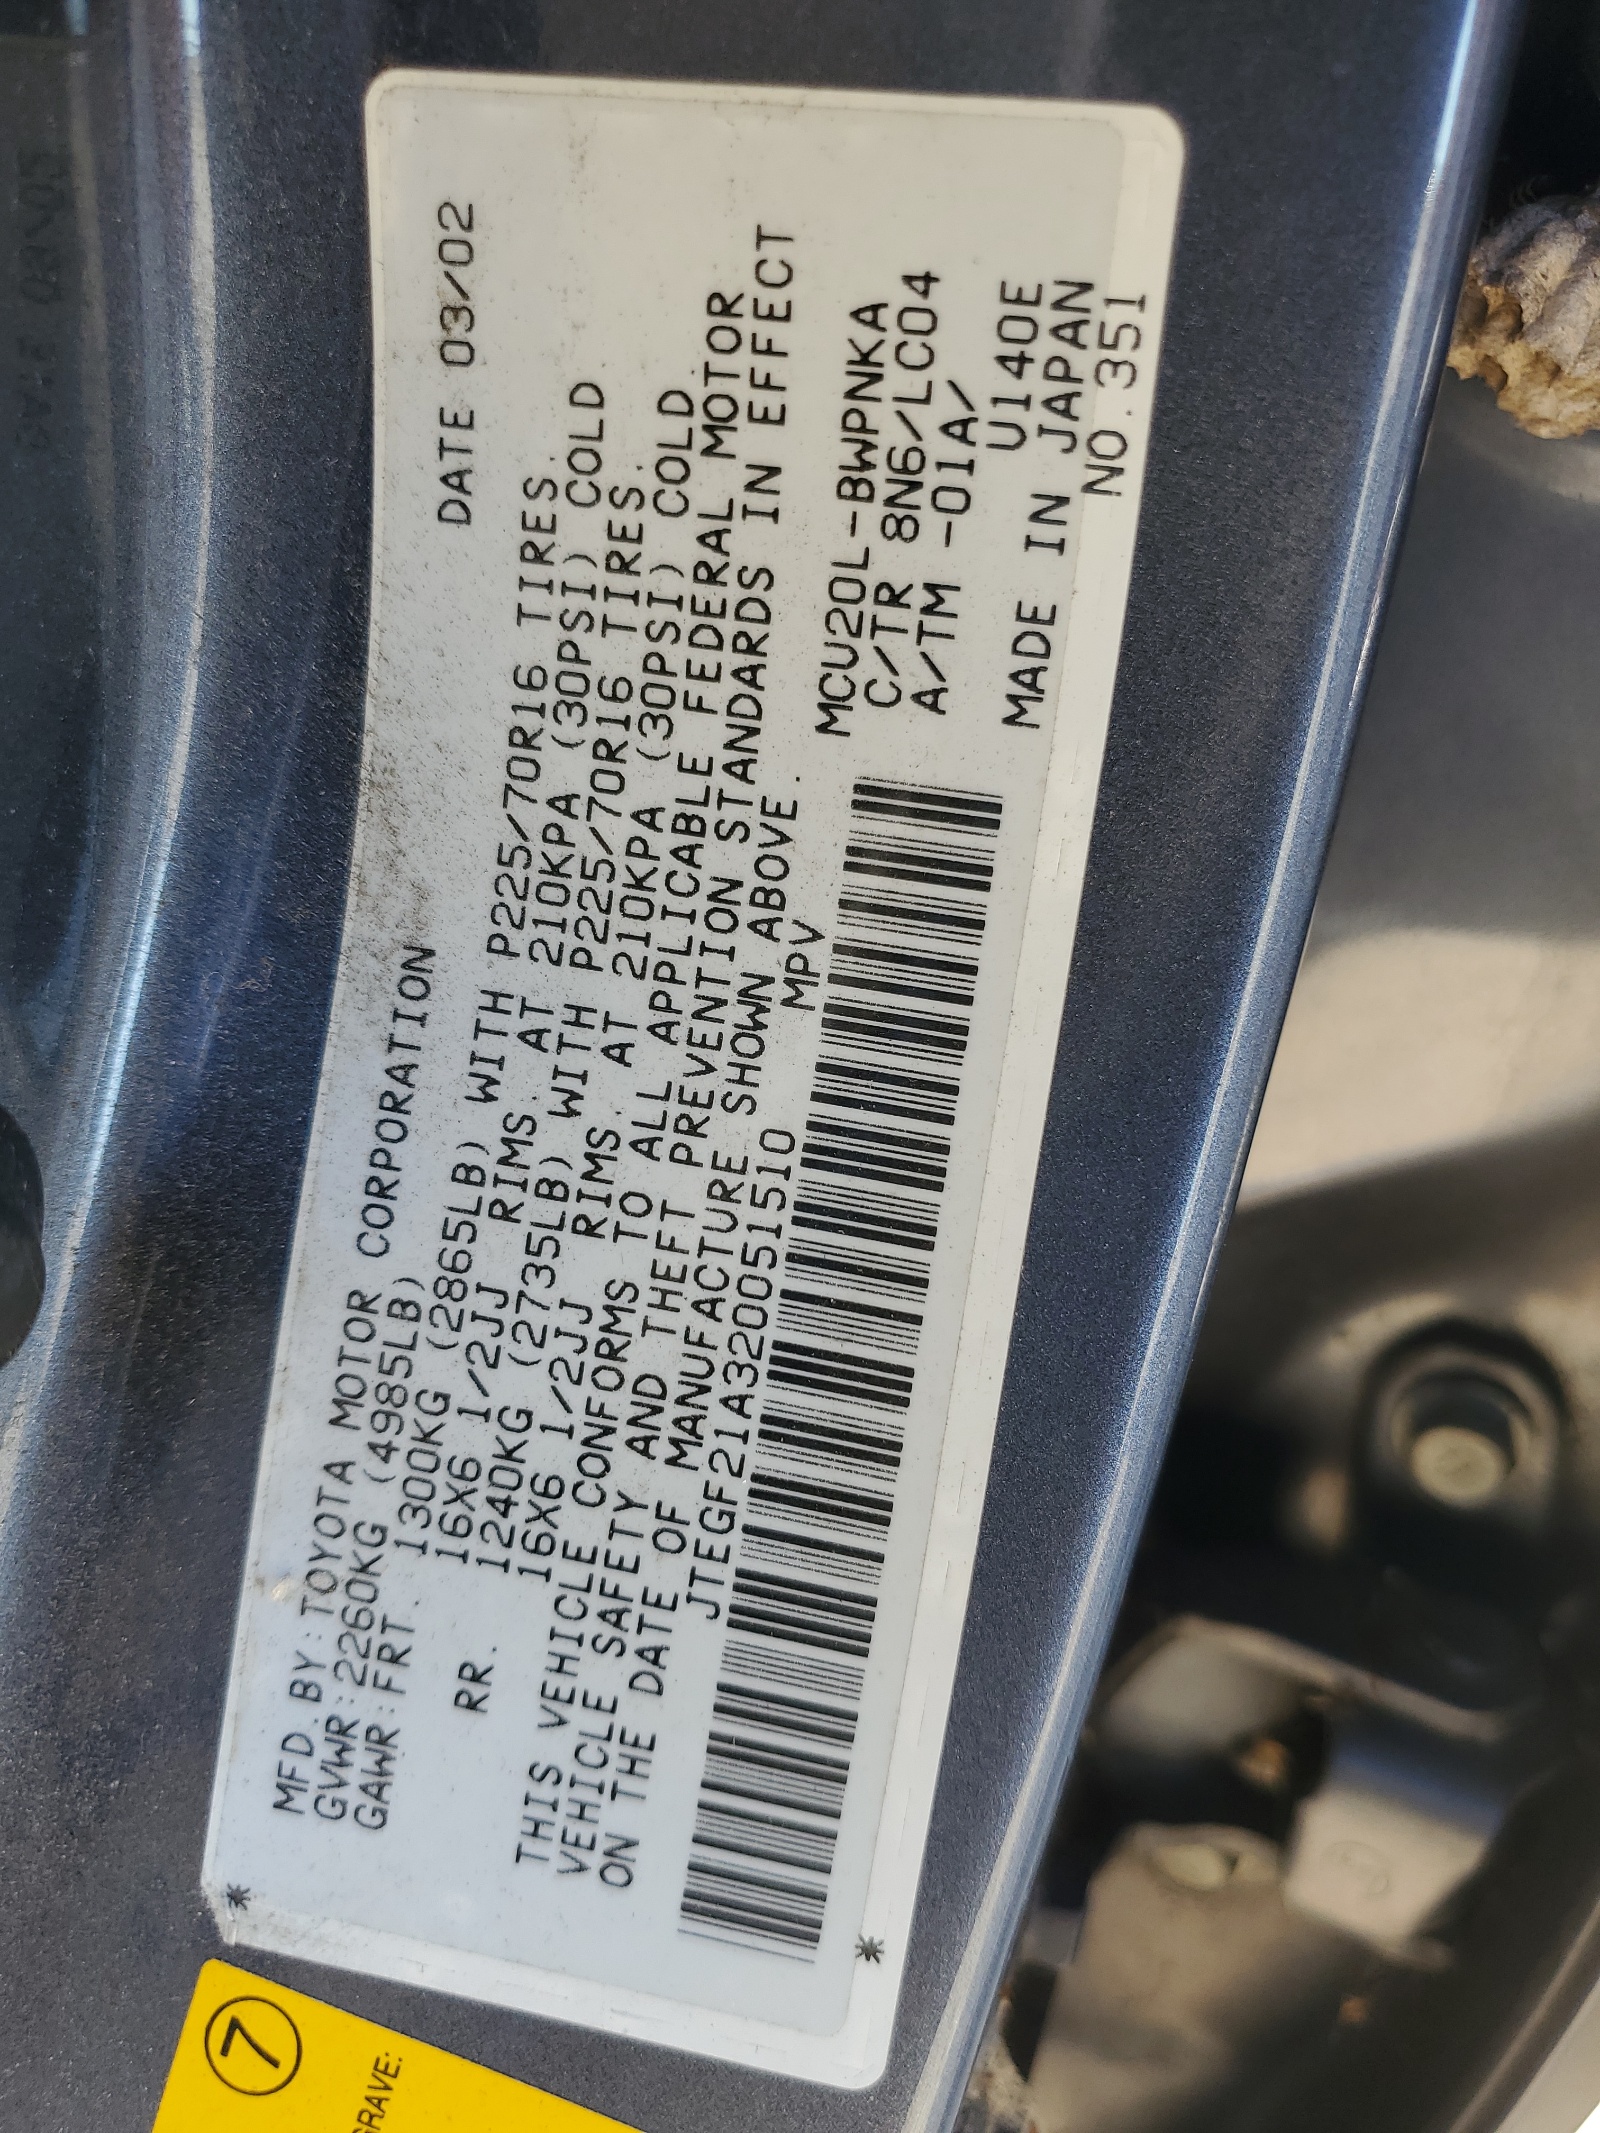 MFD.BY:TOYOTA MOTOR CORPORATION DATE 03/02
GVWR:2260KG (4985LB)
GAWR:FRT. 1300KG (2865LB) WITH P225/70R16 TIRES.
16X6 1/2JJ RIMS. AT 210KPA (30PSI) COLD
RR. 1240KG (2735LB) WITH P225/70R16 TIRES.
16X6 1/2JJ RIMS. AT 210KPA (30PSI) COLD
THIS VEHICLE CONFORMS TO ALL APPLICABLE FEDERAL MOTOR
VEHICLE SAFETY AND THEFT PREVENTION STANDARDS IN EFFECT
ON THE DATE OF MANUFACTURE SHOWN ABOVE.
JTEGF21A320051510 MPV
MCU20L-BWPNKA
C/TR 8N6/LC04
A/TM -01A/
U140E
MADE IN JAPAN
NO.351
* *
7
GRAVE: